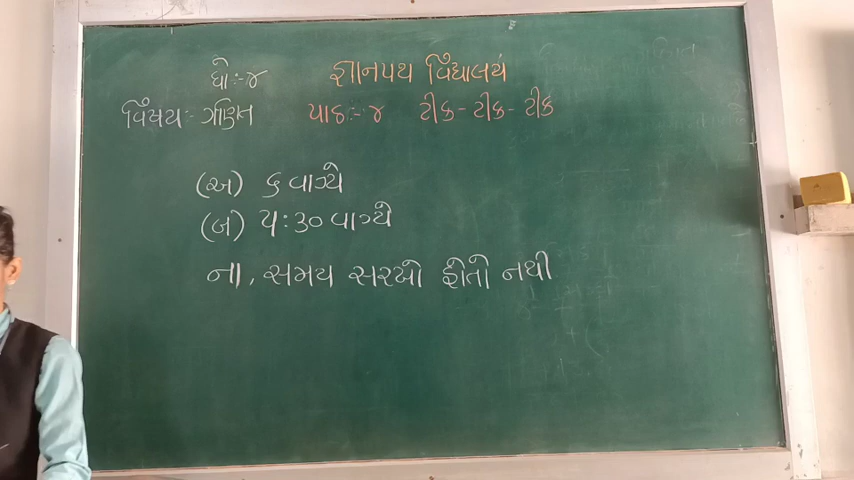 ધો:-૪ જ્ઞાનપથ વિદ્યાલય
વિષય:- ગણિત પાઠ:-૪ ટીક-ટીક-ટીક
(અ) ૬ વાગ્યે
(બ) ૫:૩૦ વાગ્યે
ના, સમય સરખો હોતો નથી